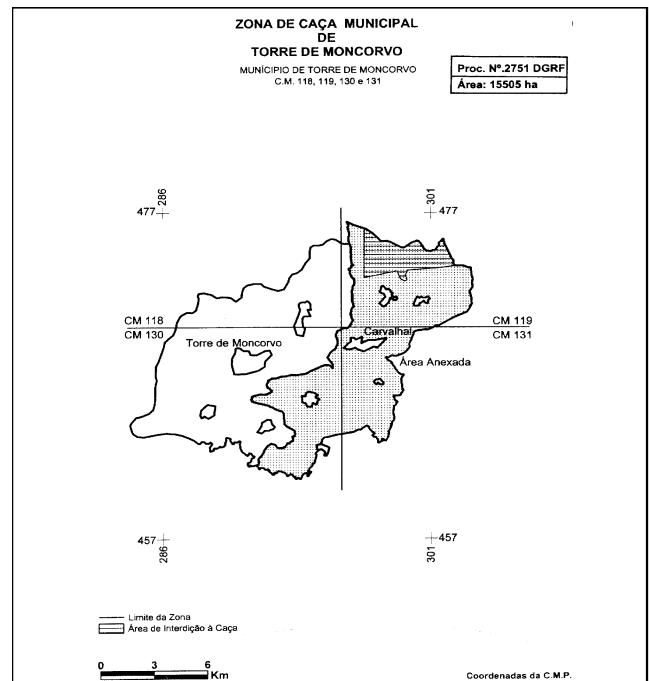 ZONA DE CAÇA MUNICIPAL
DE
TORRE DE MONCORVO
MUNÍCIPIO DE TORRE DE MONCORVO
C.M. 118, 119, 130 e 131
Proc. Nº.2751 DGRF
Área: 15505 ha
286
301
477
477
CM 118
CM 119
CM 130
CM 131
Carvalhal
Torre de Moncorvo
Área Anexada
457
457
286
301
Limite da Zona
Área de Interdição à Caça
0 3 6
Km
Coordenadas da C.M.P.